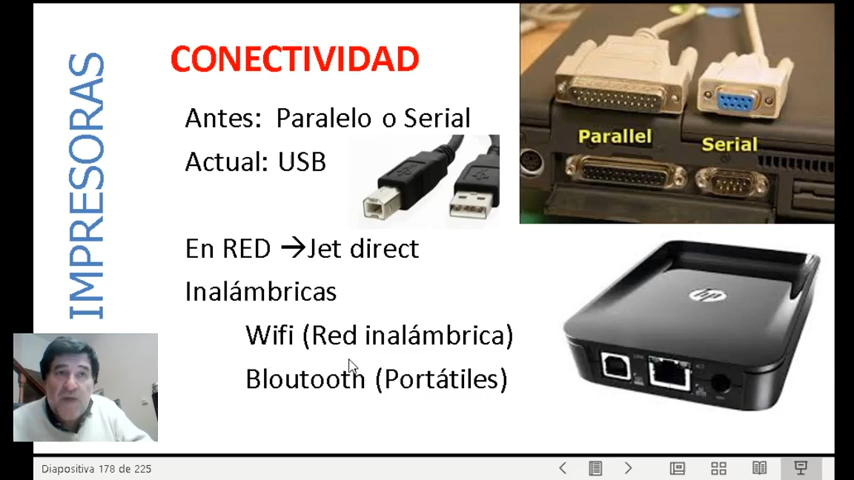 IMPRESORAS
CONECTIVIDAD
Antes: Paralelo o Serial
Actual: USB
Parallel
Serial
En RED →Jet direct
Inalámbricas
Wifi (Red inalámbrica)
Bloutooth (Portátiles)
hp
Diapositiva 178 de 225